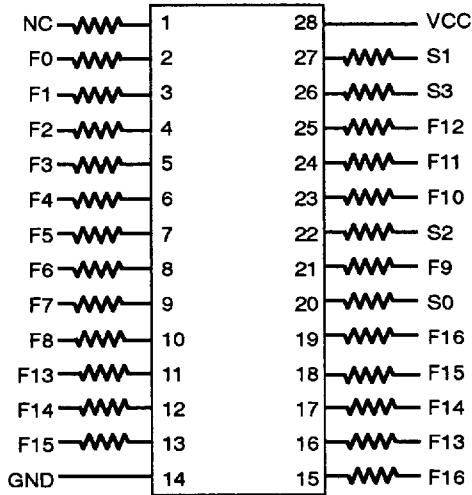 NC 1 28 VCC
F0 2 27 S1
F1 3 26 S3
F2 4 25 F12
F3 5 24 F11
F4 6 23 F10
F5 7 22 S2
F6 8 21 F9
F7 9 20 S0
F8 10 19 F16
F13 11 18 F15
F14 12 17 F14
F15 13 16 F13
GND 14 15 F16